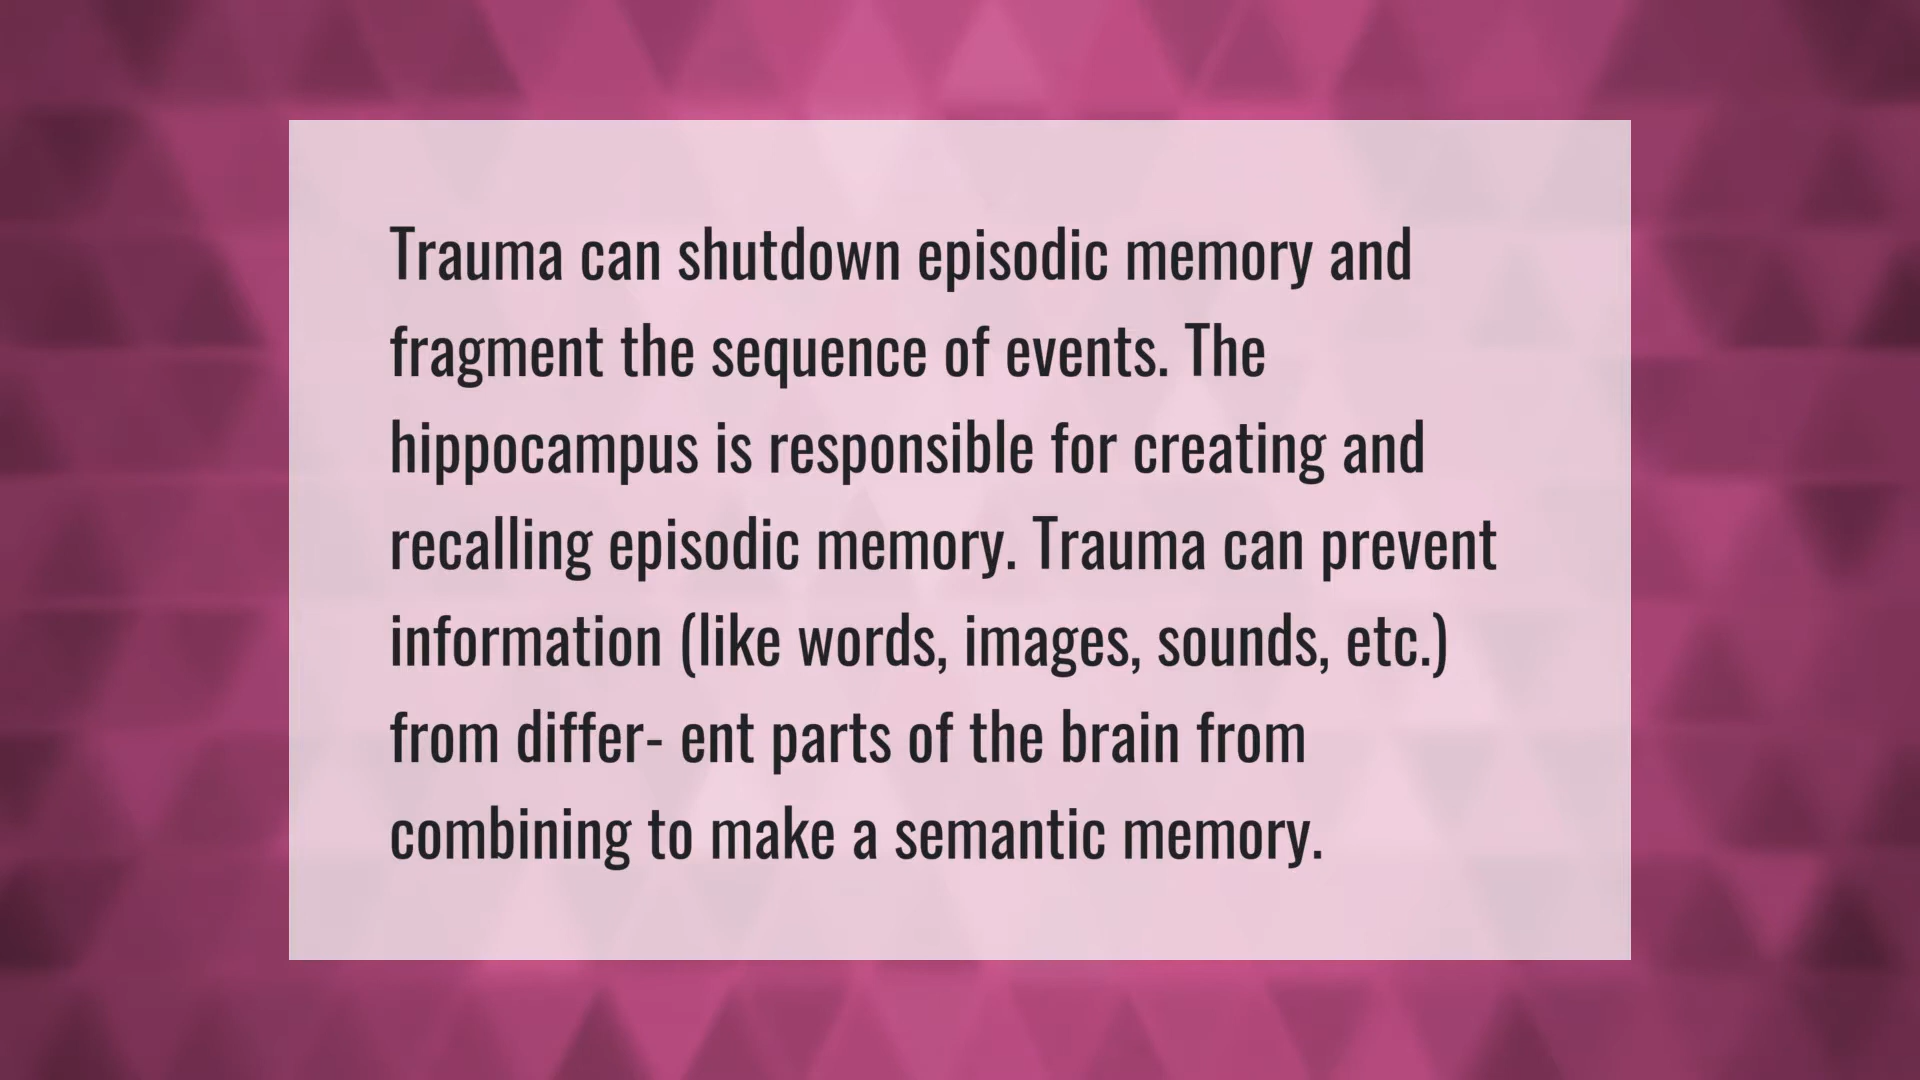 Trauma can shutdown episodic memory and
fragment the sequence of events. The
hippocampus is responsible for creating and
recalling episodic memory. Trauma can prevent
information (like words, images, sounds, etc.)
from differ- ent parts of the brain from
combining to make a semantic memory.